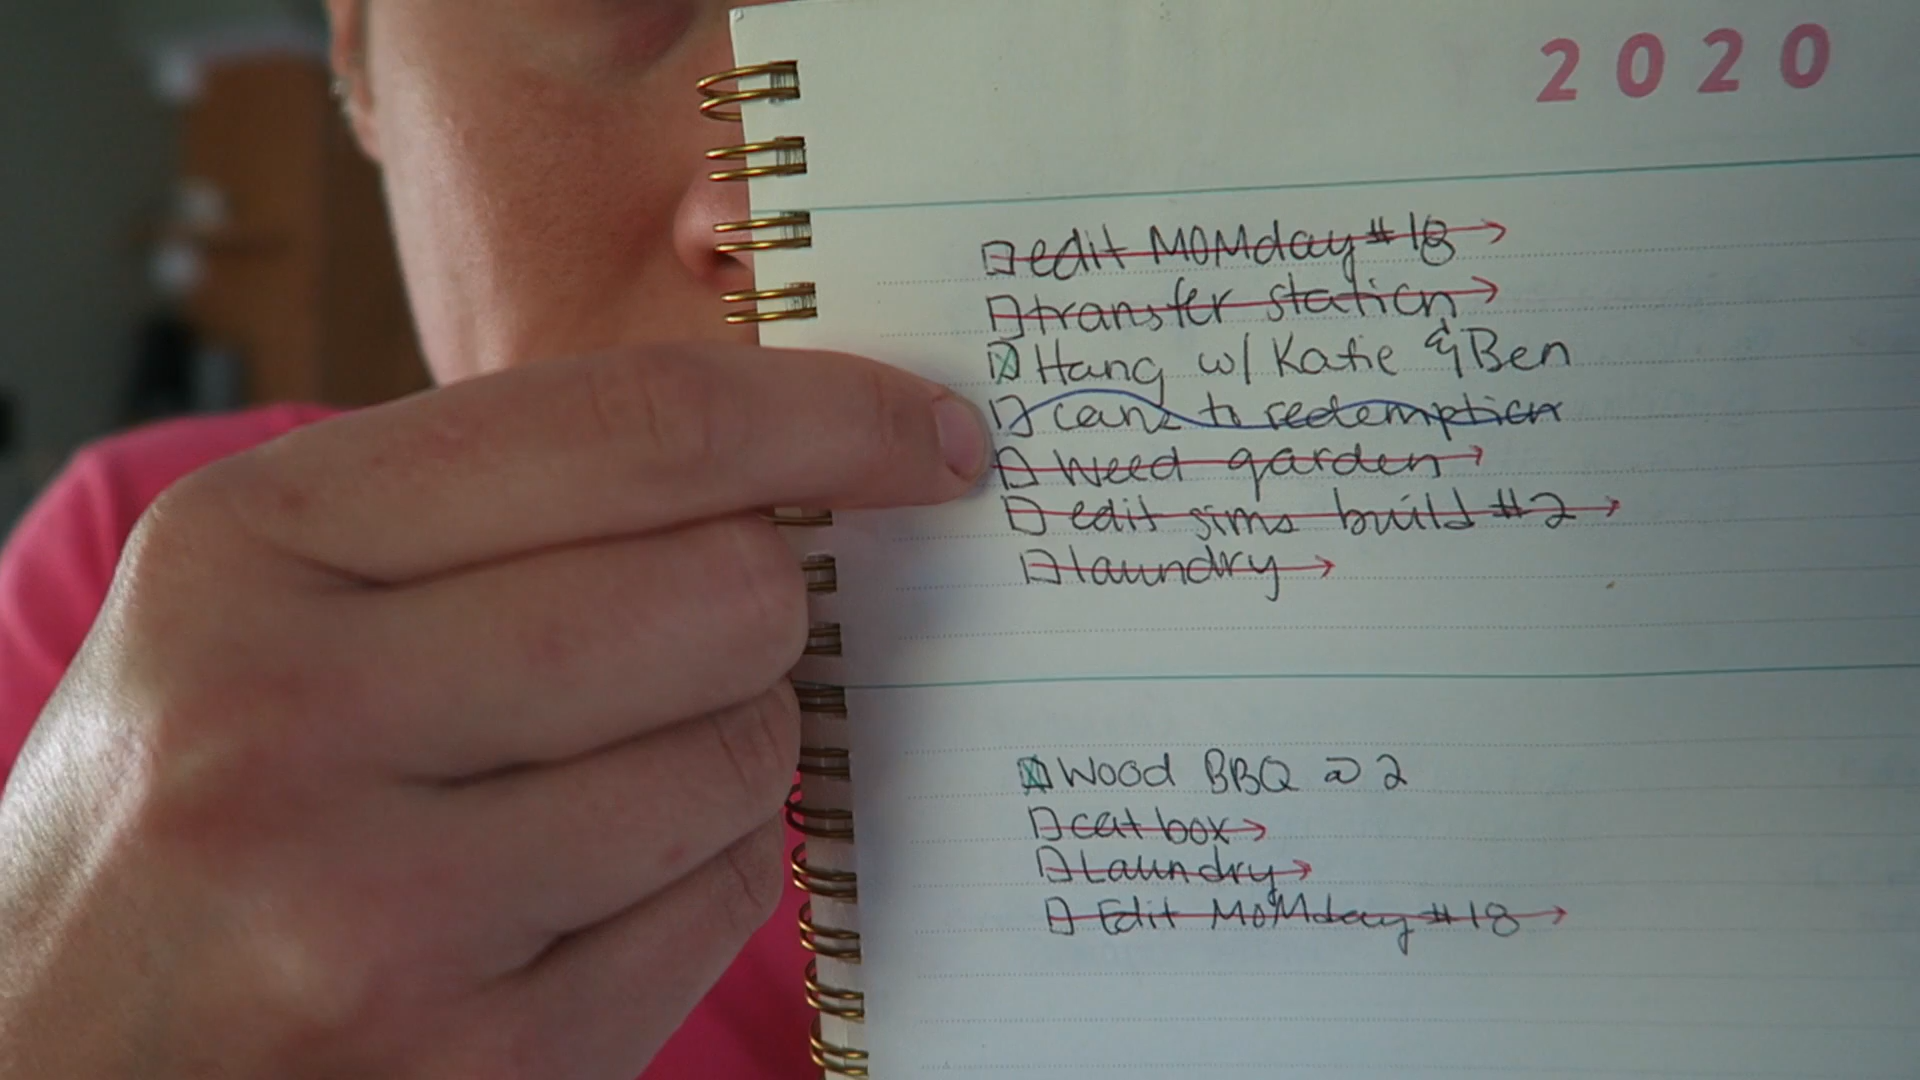 2020
edit MOMday #18
transfer station
Hang w/ Katie & Ben
cans to redemption
Weed garden
edit sims build #2
laundry
Wood BBQ @ 2
cat box
Laundry
Edit MOMday #18